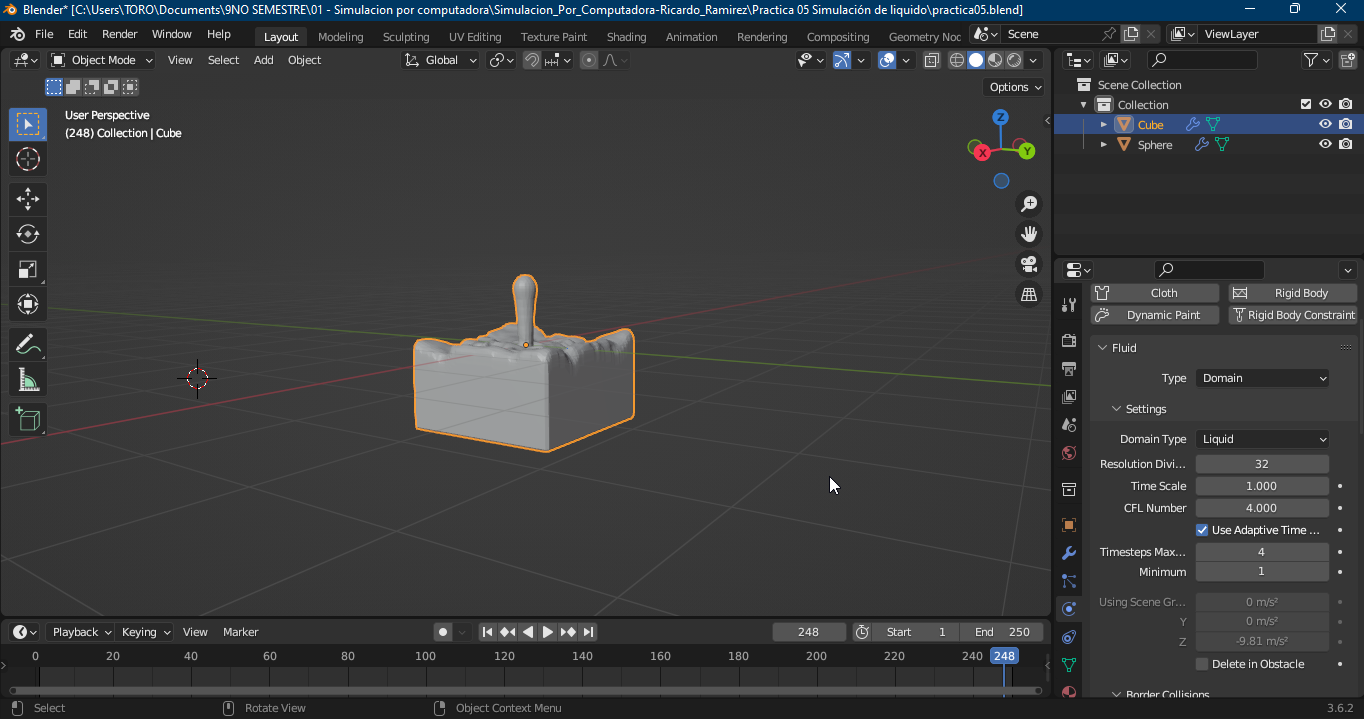 Blender* [C:\Users\TORO\Documents\9NO SEMESTRE\01 - Simulacion por computadora\Simulacion_Por_Computadora-Ricardo_Ramirez\Practica 05 Simulación de liquido\practica05.blend]
File Edit Render Window Help Layout Modeling Sculpting UV Editing Texture Paint Shading Animation Rendering Compositing Geometry Noc Scene ViewLayer
Object Mode View Select Add Object Global
Options
User Perspective
(248) Collection | Cube
Z
X
Y
Scene Collection
Collection
Cube
Sphere
Cloth Rigid Body
Dynamic Paint Rigid Body Constraint
Fluid
Type Domain
Settings
Domain Type Liquid
Resolution Divi... 32
Time Scale 1.000
CFL Number 4.000
Use Adaptive Time ...
Timesteps Max... 4
Minimum 1
Using Scene Gr... 0 m/s²
Y 0 m/s²
Z -9.81 m/s²
Delete in Obstacle
Border Collisions
Playback Keying View Marker 248 Start 1 End 250
0 20 40 60 80 100 120 140 160 180 200 220 240 248
Select Rotate View Object Context Menu 3.6.2